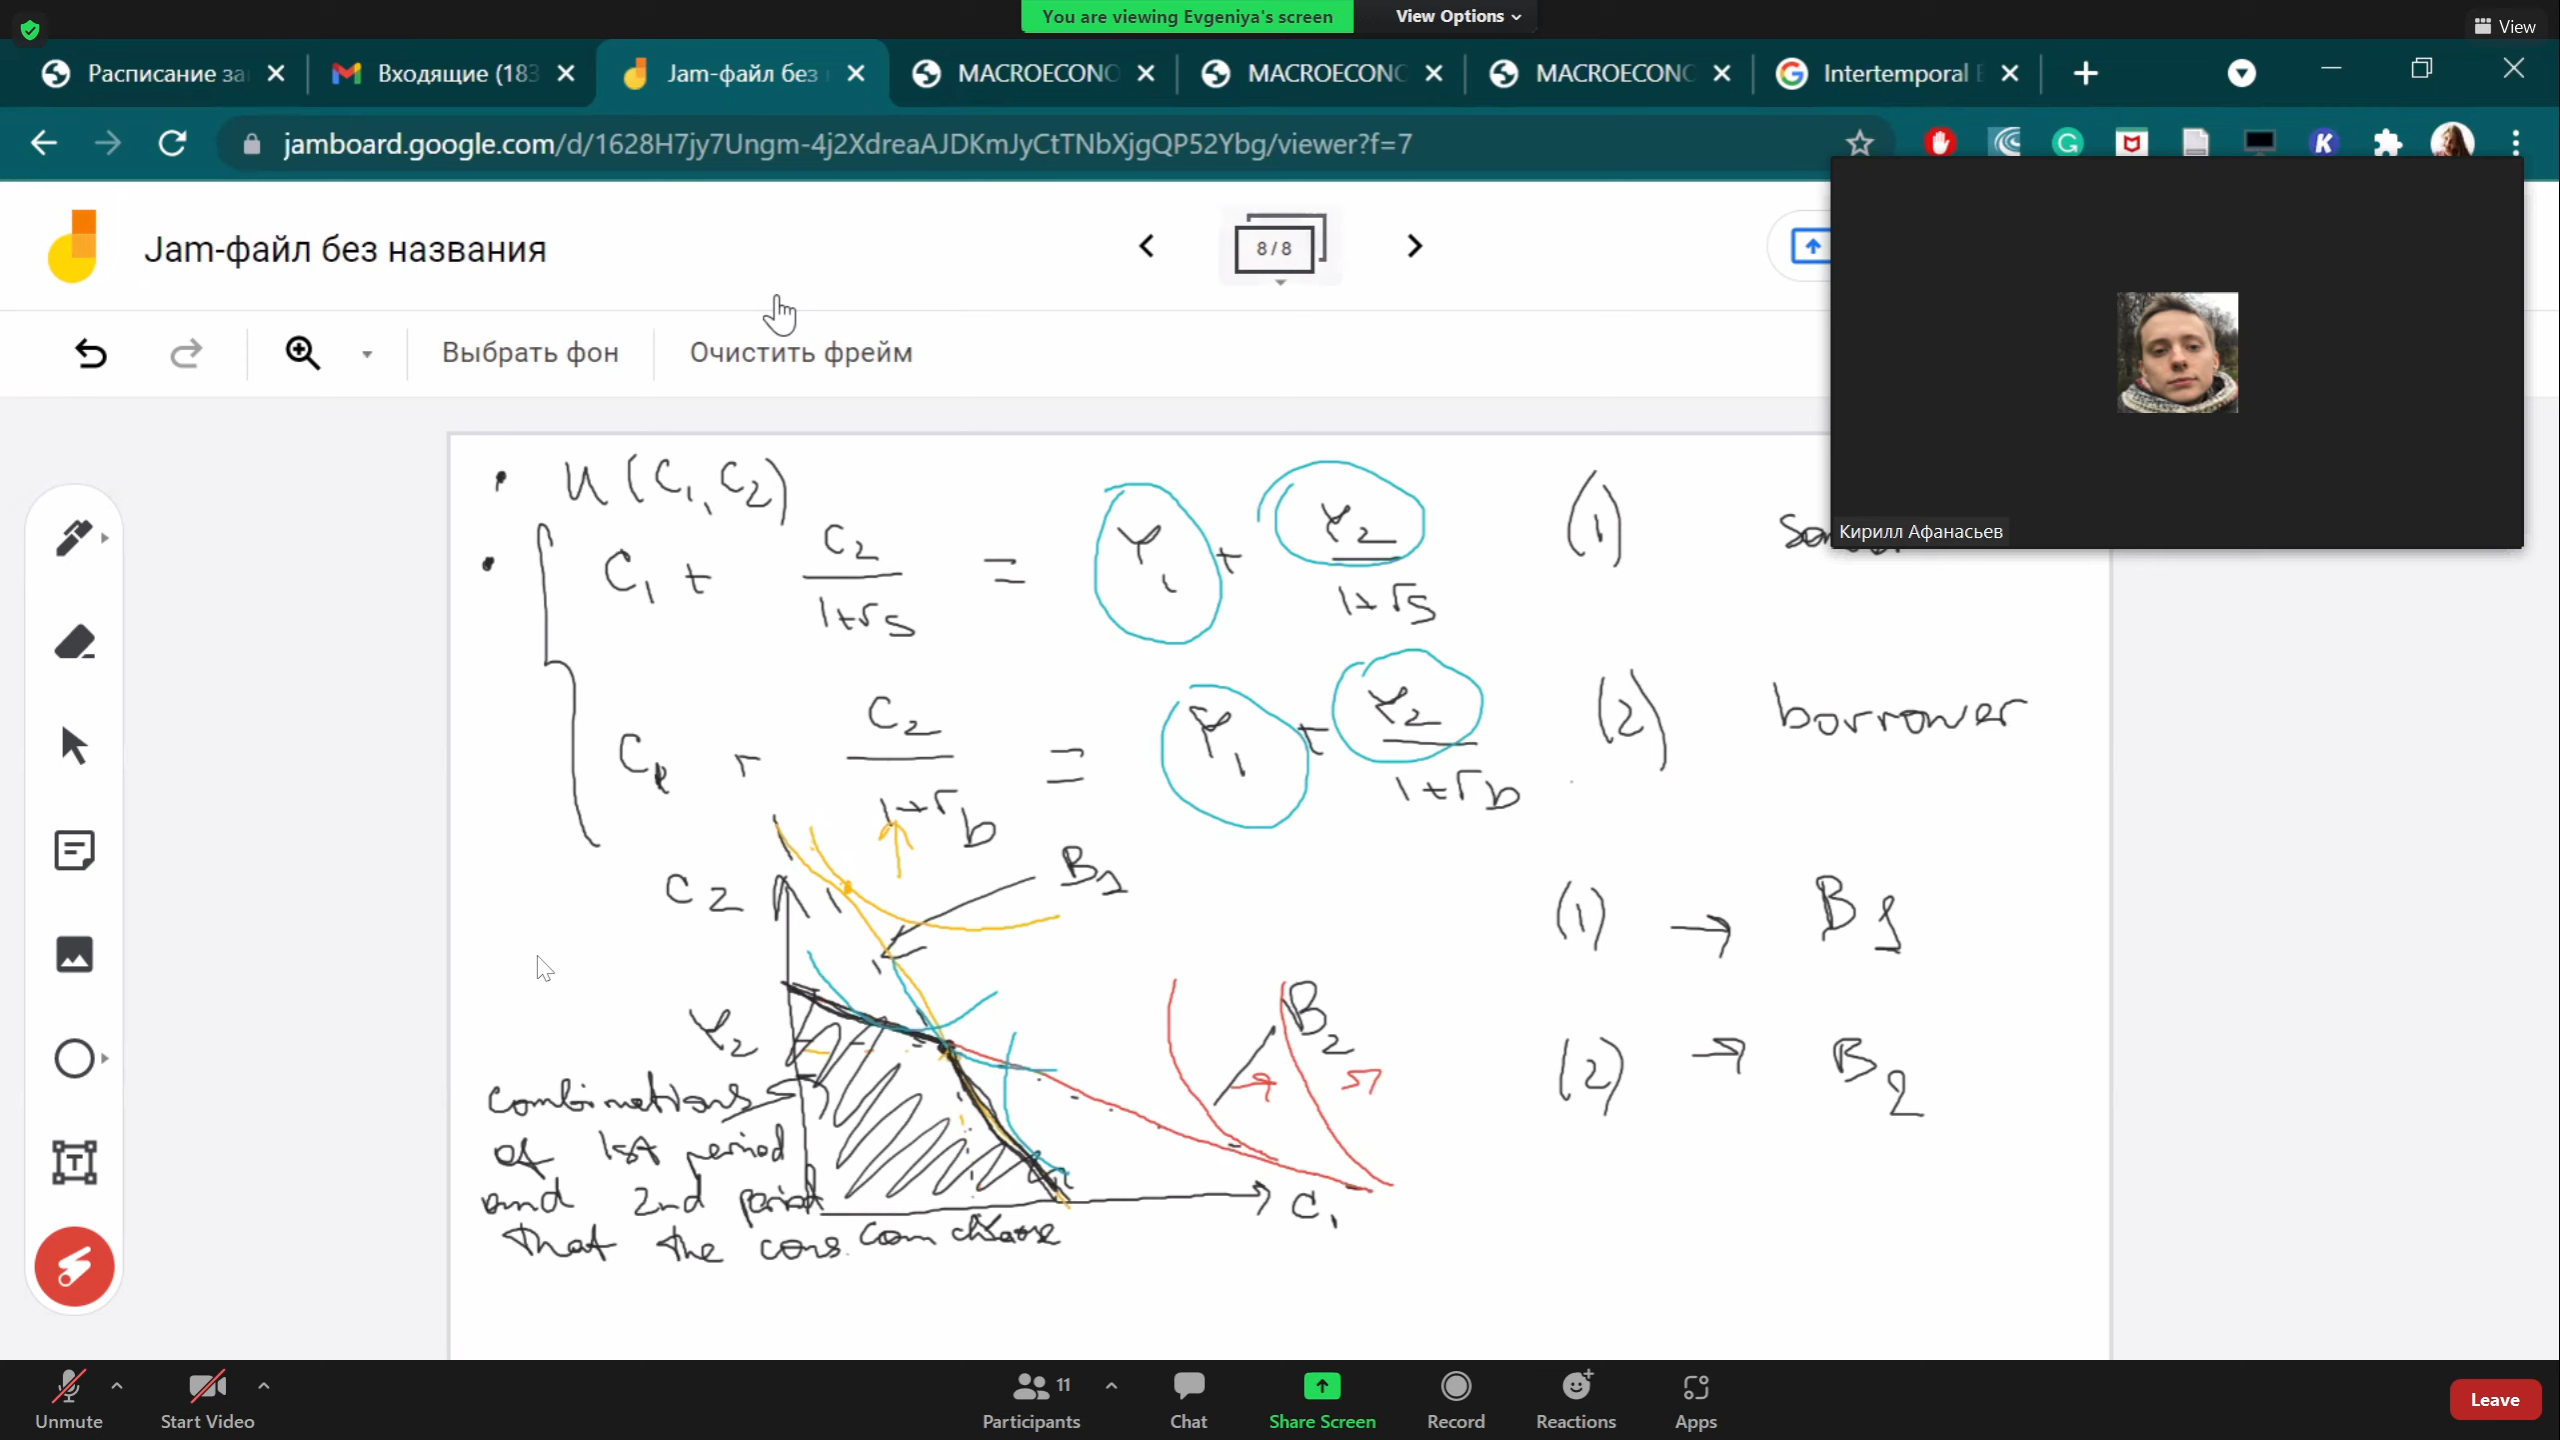 You are viewing Evgeniya's screen View Options
View
Расписание за
Входящие (183
Jam-файл без
MACROECONO
MACROECONO
MACROECONO
Intertemporal
jamboard.google.com/d/1628H7jy7Ungm-4j2XdreaAJDKmJyCtTNbXjgQP52Ybg/viewer?f=7
Jam-файл без названия
8 / 8
Выбрать фон
Очистить фрейм
Кирилл Афанасьев
• U (C1, C2)
• C1 + C2/1+rs = Y1 + Y2/1+rs (1)
C1 + C2/1+rb = Y1 + Y2/1+rb (2) borrower
C2
B1
(1) → B1
Y2
B2
(2) → B2
combinations
of 1st period
and 2nd period
that the cons. can choose
C1
Unmute
Start Video
11
Participants
Chat
Share Screen
Record
Reactions
Apps
Leave